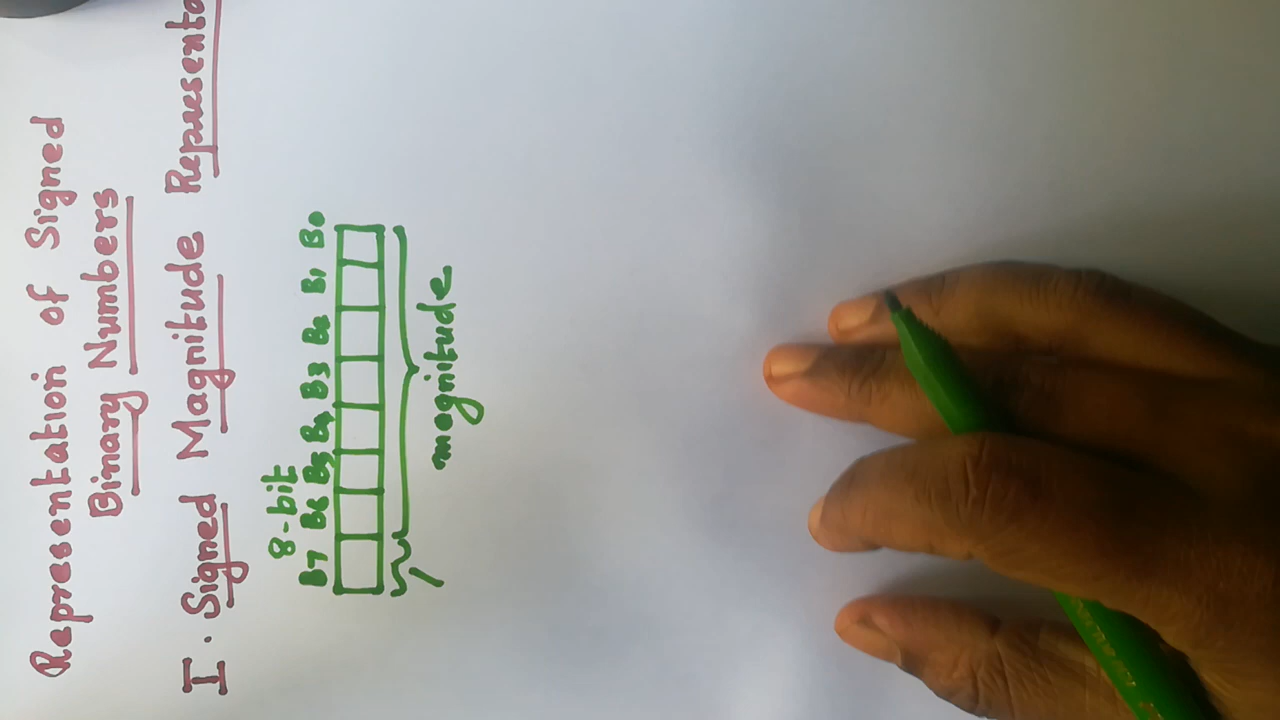 Representation of Signed
Binary Numbers
I. Signed Magnitude Representa
8-bit
B7 B6 B5 B4 B3 B2 B1 B0
magnitude